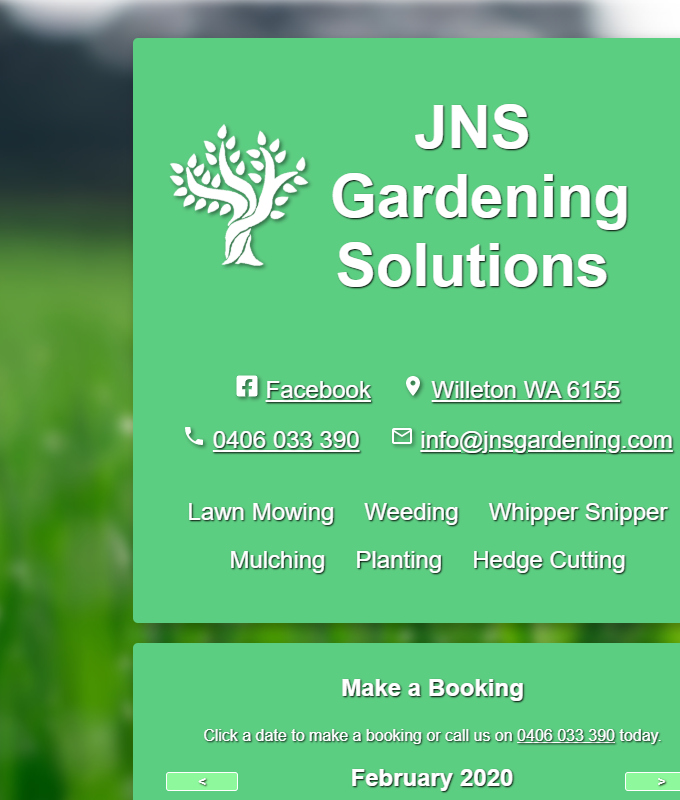 JNS
Gardening
Solutions
Facebook Willeton WA 6155
0406 033 390 info@jnsgardening.com
Lawn Mowing Weeding Whipper Snipper
Mulching Planting Hedge Cutting
Make a Booking
Click a date to make a booking or call us on 0406 033 390 today.
< February 2020 >